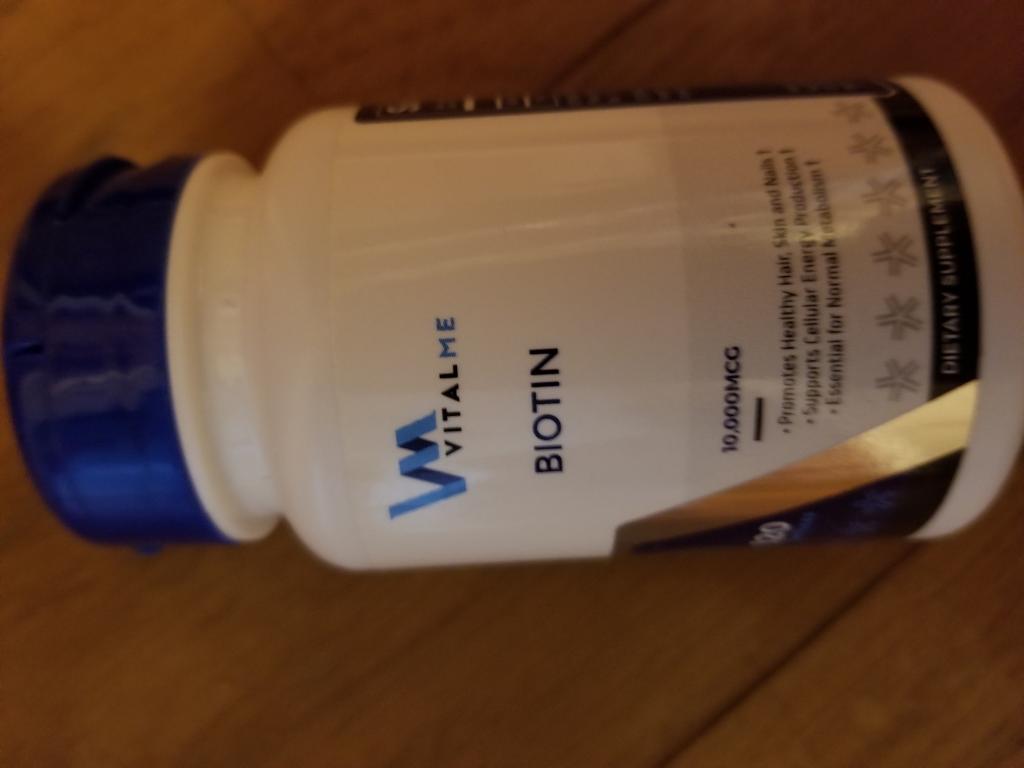 VITALME
BIOTIN
10,000MCG
• Promotes Healthy Hair, Skin and Nails †
• Supports Cellular Energy Production †
• Essential for Normal Metabolism †
DIETARY SUPPLEMENT